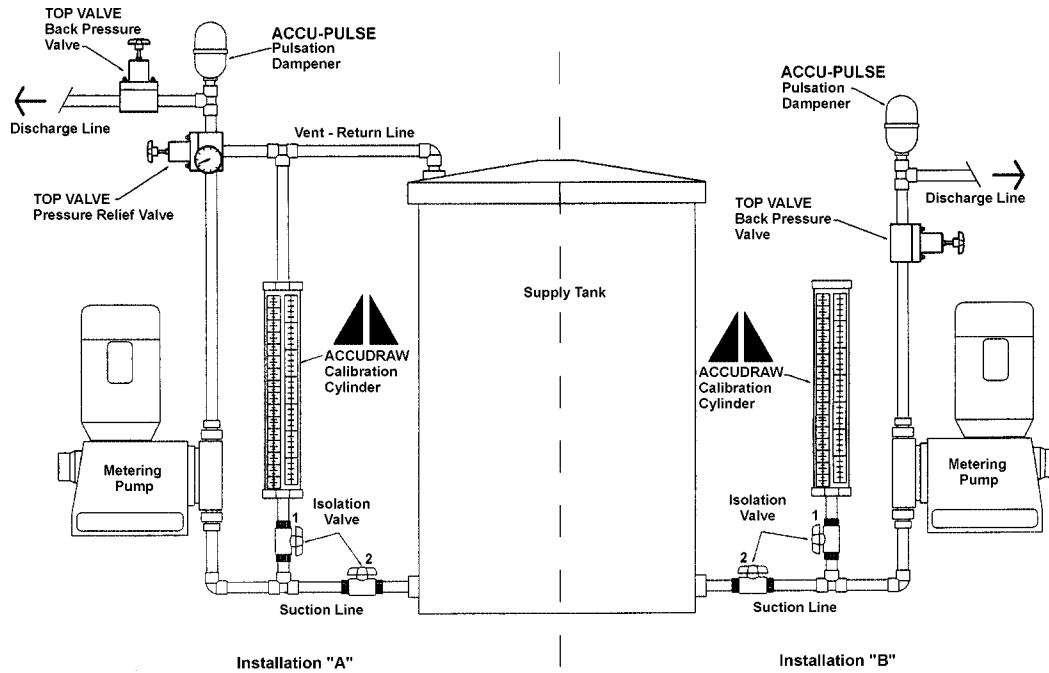 TOP VALVE
Back Pressure
Valve
ACCU-PULSE
Pulsation
Dampener
Discharge Line
Vent - Return Line
TOP VALVE
Pressure Relief Valve
ACCUDRAW
Calibration
Cylinder
Metering
Pump
Isolation
Valve
1
2
Suction Line
Installation "A"
Supply Tank
ACCU-PULSE
Pulsation
Dampener
Discharge Line
TOP VALVE
Back Pressure
Valve
ACCUDRAW
Calibration
Cylinder
Metering
Pump
Isolation
Valve
1
2
Suction Line
Installation "B"